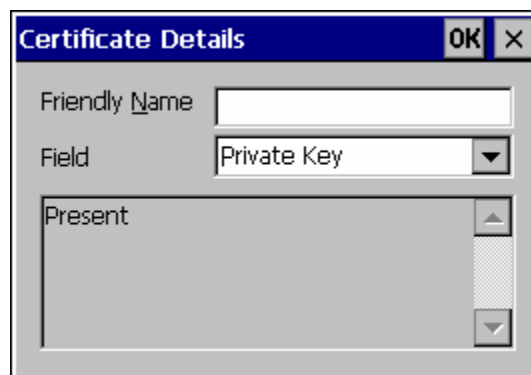 Certificate Details OK ×
Friendly Name
Field Private Key
Present